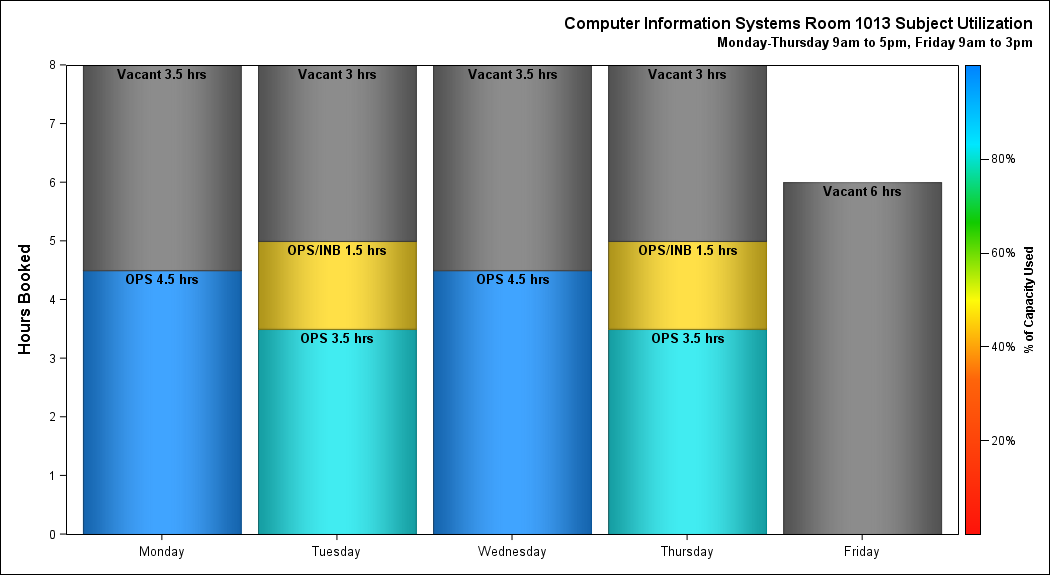 Computer Information Systems Room 1013 Subject Utilization
Monday-Thursday 9am to 5pm, Friday 9am to 3pm
Hours Booked
8
7
6
5
4
3
2
1
0
Vacant 3.5 hrs
OPS 4.5 hrs
Vacant 3 hrs
OPS/INB 1.5 hrs
OPS 3.5 hrs
Vacant 3.5 hrs
OPS 4.5 hrs
Vacant 3 hrs
OPS/INB 1.5 hrs
OPS 3.5 hrs
Vacant 6 hrs
Monday
Tuesday
Wednesday
Thursday
Friday
80%
60%
40%
20%
% of Capacity Used